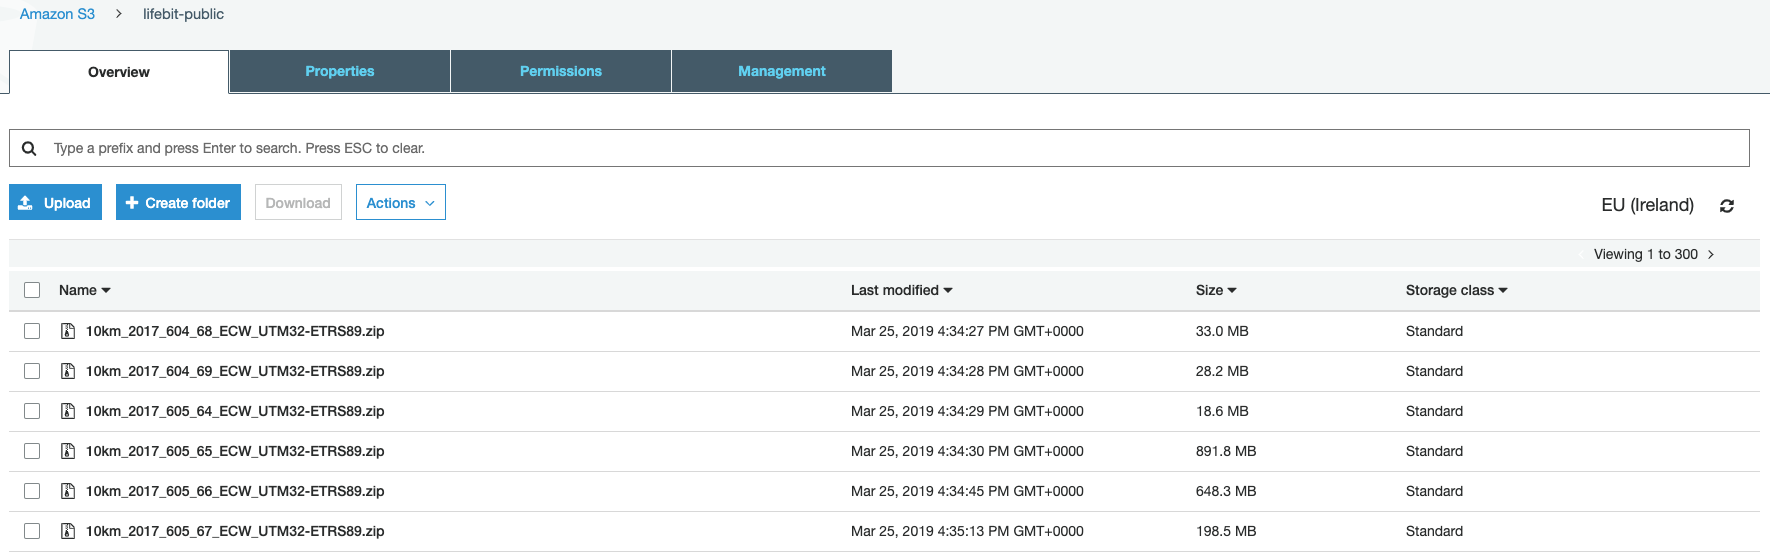 Amazon S3 > lifebit-public
Overview Properties Permissions Management
Type a prefix and press Enter to search. Press ESC to clear.
Upload + Create folder Download Actions
EU (Ireland)
Viewing 1 to 300 >
Name Last modified Size Storage class
10km_2017_604_68_ECW_UTM32-ETRS89.zip Mar 25, 2019 4:34:27 PM GMT+0000 33.0 MB Standard
10km_2017_604_69_ECW_UTM32-ETRS89.zip Mar 25, 2019 4:34:28 PM GMT+0000 28.2 MB Standard
10km_2017_605_64_ECW_UTM32-ETRS89.zip Mar 25, 2019 4:34:29 PM GMT+0000 18.6 MB Standard
10km_2017_605_65_ECW_UTM32-ETRS89.zip Mar 25, 2019 4:34:30 PM GMT+0000 891.8 MB Standard
10km_2017_605_66_ECW_UTM32-ETRS89.zip Mar 25, 2019 4:34:45 PM GMT+0000 648.3 MB Standard
10km_2017_605_67_ECW_UTM32-ETRS89.zip Mar 25, 2019 4:35:13 PM GMT+0000 198.5 MB Standard